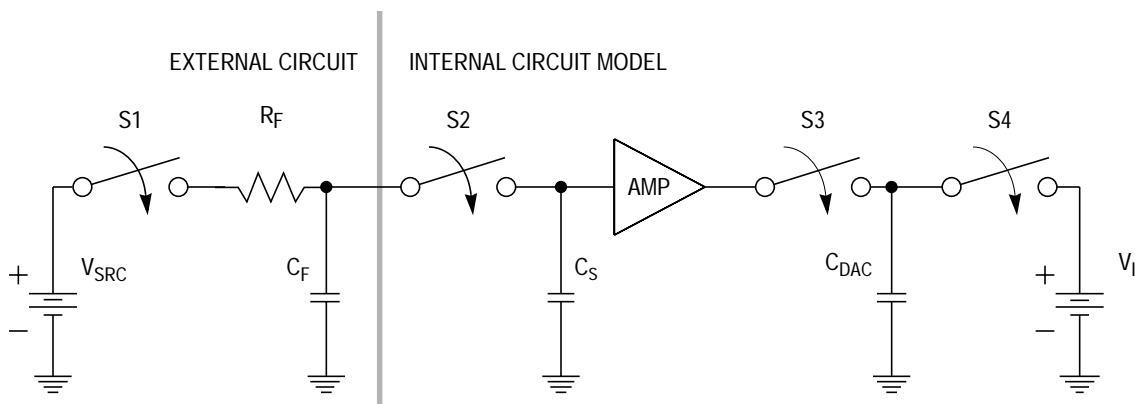 EXTERNAL CIRCUIT
INTERNAL CIRCUIT MODEL
S1
RF
S2
S3
S4
AMP
+
VSRC
–
CF
CS
CDAC
+
VI
–